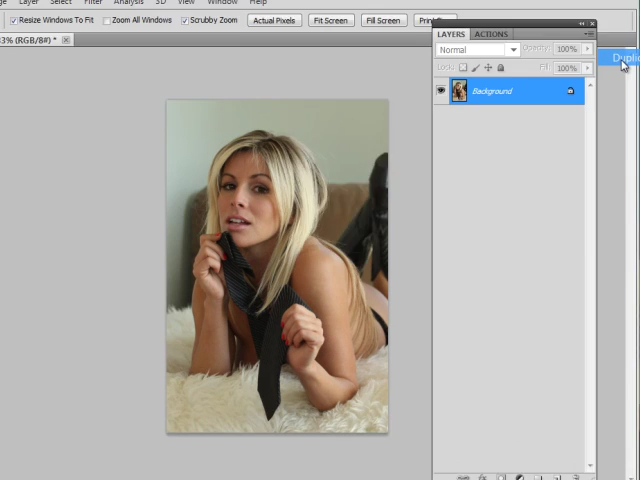 Layer Select Filter Analysis 3D View Window Help
Resize Windows To Fit Zoom All Windows Scrubby Zoom Actual Pixels Fit Screen Fill Screen
3% (RGB/8#) *
LAYERS ACTIONS
Normal Opacity: 100%
Lock: Fill: 100%
Background